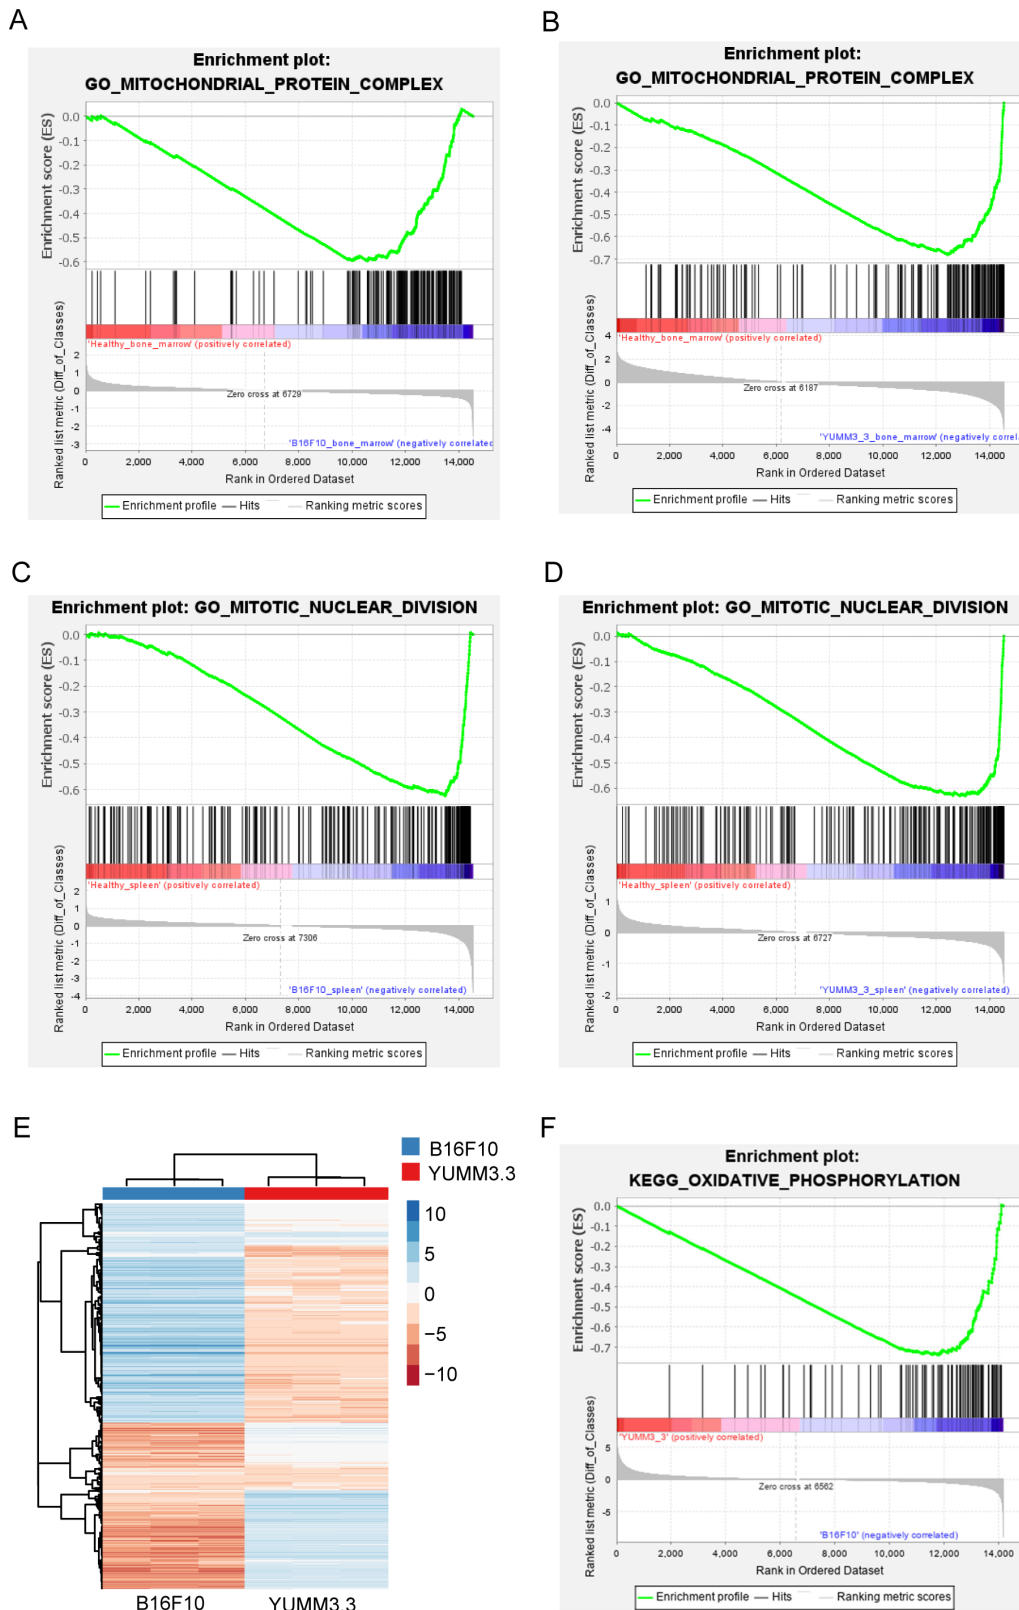 A
Enrichment plot:
GO_MITOCHONDRIAL_PROTEIN_COMPLEX
Enrichment score (ES)
0.0
-0.1
-0.2
-0.3
-0.4
-0.5
-0.6
Ranked list metric (Diff_of_Classes)
'Healthy_bone_marrow' (positively correlated)
2
1
0
-1
-2
-3
Zero cross at 6729
'B16F10_bone_marrow' (negatively correlated
0 2,000 4,000 6,000 8,000 10,000 12,000 14,000
Rank in Ordered Dataset
Enrichment profile Hits Ranking metric scores
B
Enrichment plot:
GO_MITOCHONDRIAL_PROTEIN_COMPLEX
Enrichment score (ES)
0.0
-0.1
-0.2
-0.3
-0.4
-0.5
-0.6
-0.7
Ranked list metric (Diff_of_Classes)
'Healthy_bone_marrow' (positively correlated)
4
2
0
-2
-4
Zero cross at 6187
'YUMM3_3_bone_marrow' (negatively correla
0 2,000 4,000 6,000 8,000 10,000 12,000 14,000
Rank in Ordered Dataset
Enrichment profile Hits Ranking metric scores
C
Enrichment plot: GO_MITOTIC_NUCLEAR_DIVISION
Enrichment score (ES)
0.0
-0.1
-0.2
-0.3
-0.4
-0.5
-0.6
Ranked list metric (Diff_of_Classes)
'Healthy_spleen' (positively correlated)
2
1
0
-1
-2
-3
-4
Zero cross at 7306
'B16F10_spleen' (negatively correlated)
0 2,000 4,000 6,000 8,000 10,000 12,000 14,000
Rank in Ordered Dataset
Enrichment profile Hits Ranking metric scores
D
Enrichment plot: GO_MITOTIC_NUCLEAR_DIVISION
Enrichment score (ES)
0.0
-0.1
-0.2
-0.3
-0.4
-0.5
-0.6
Ranked list metric (Diff_of_Classes)
'Healthy_spleen' (positively correlated)
1
0
-1
-2
Zero cross at 6727
'YUMM3_3_spleen' (negatively correlated)
0 2,000 4,000 6,000 8,000 10,000 12,000 14,000
Rank in Ordered Dataset
Enrichment profile Hits Ranking metric scores
E
B16F10
YUMM3.3
10
5
0
−5
−10
B16F10 YUMM3.3
F
Enrichment plot:
KEGG_OXIDATIVE_PHOSPHORYLATION
Enrichment score (ES)
0.0
-0.1
-0.2
-0.3
-0.4
-0.5
-0.6
-0.7
Ranked list metric (Diff_of_Classes)
'YUMM3_3' (positively correlated)
5
0
-5
Zero cross at 6562
'B16F10' (negatively correlated)
0 2,000 4,000 6,000 8,000 10,000 12,000 14,000
Rank in Ordered Dataset
Enrichment profile Hits Ranking metric scores